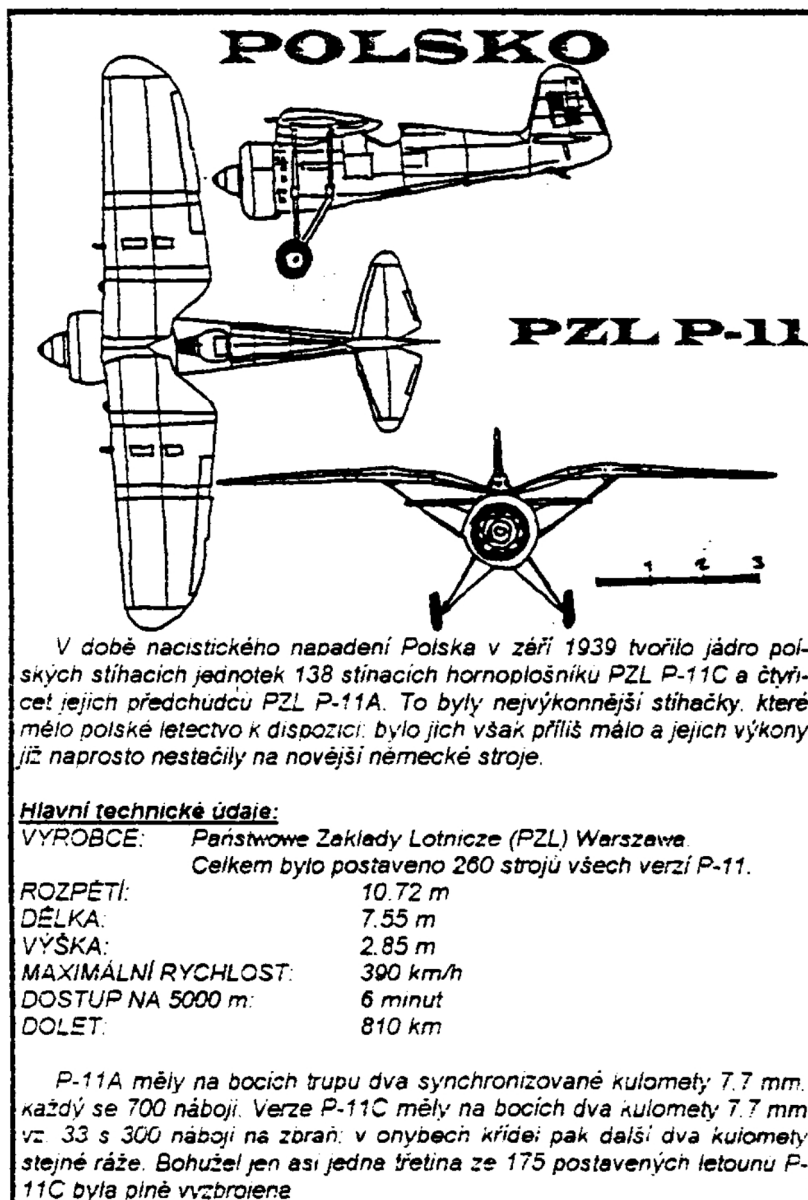 POLSKO
PZL P-11
1 2 3
V době nacistického napadení Polska v září 1939 tvořilo jádro pol-
ských stíhacích jednotek 138 stíhacích hornoplošníků PZL P-11C a čtyři-
cet jejich předchůdců PZL P-11A. To byly nejvýkonnější stíhačky, které
mělo polské letectvo k dispozici; bylo jich však příliš málo a jejich výkony
již naprosto nestačily na novější německé stroje.
Hlavní technické údaje:
VÝROBCE: Państwowe Zaklady Lotnicze (PZL) Warszawa.
Celkem bylo postaveno 260 strojů všech verzí P-11.
ROZPĚTÍ: 10.72 m
DÉLKA: 7.55 m
VÝŠKA: 2.85 m
MAXIMÁLNÍ RYCHLOST: 390 km/h
DOSTUP NA 5000 m: 6 minut
DOLET: 810 km
P-11A měly na bocích trupu dva synchronizované kulomety 7.7 mm,
každý se 700 náboji. Verze P-11C měly na bocích dva kulomety 7.7 mm
vz. 33 s 300 náboji na zbraň; v onybech křídel pak další dva kulomety
stejné ráže. Bohužel jen asi jedna třetina ze 175 postavených letounů P-
11C byla plně vyzbrojena